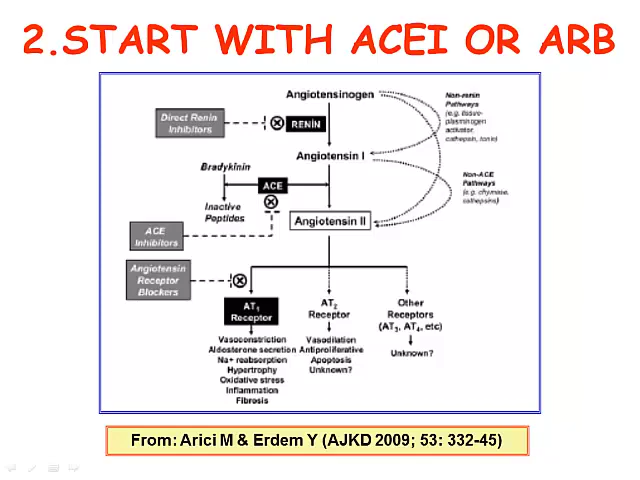 2.START WITH ACEI OR ARB
Angiotensinogen
Non-renin
Pathways
(e.g. tissue-
plasminogen
activator,
cathepsin, tonin)
Direct Renin
Inhibitors
RENİN
Angiotensin I
Bradykinin
ACE
Non-ACE
Pathways
(e.g. chymase,
cathepsins)
Inactive
Peptides
Angiotensin II
ACE
Inhibitors
Angiotensin
Receptor
Blockers
AT1
Receptor
AT2
Receptor
Other
Receptors
(AT3, AT4, etc)
Vasoconstriction
Aldosterone secretion
Na+ reabsorption
Hypertrophy
Oxidative stress
Inflammation
Fibrosis
Vasodilation
Antiproliferative
Apoptosis
Unknown?
Unknown?
From: Arici M & Erdem Y (AJKD 2009; 53: 332-45)